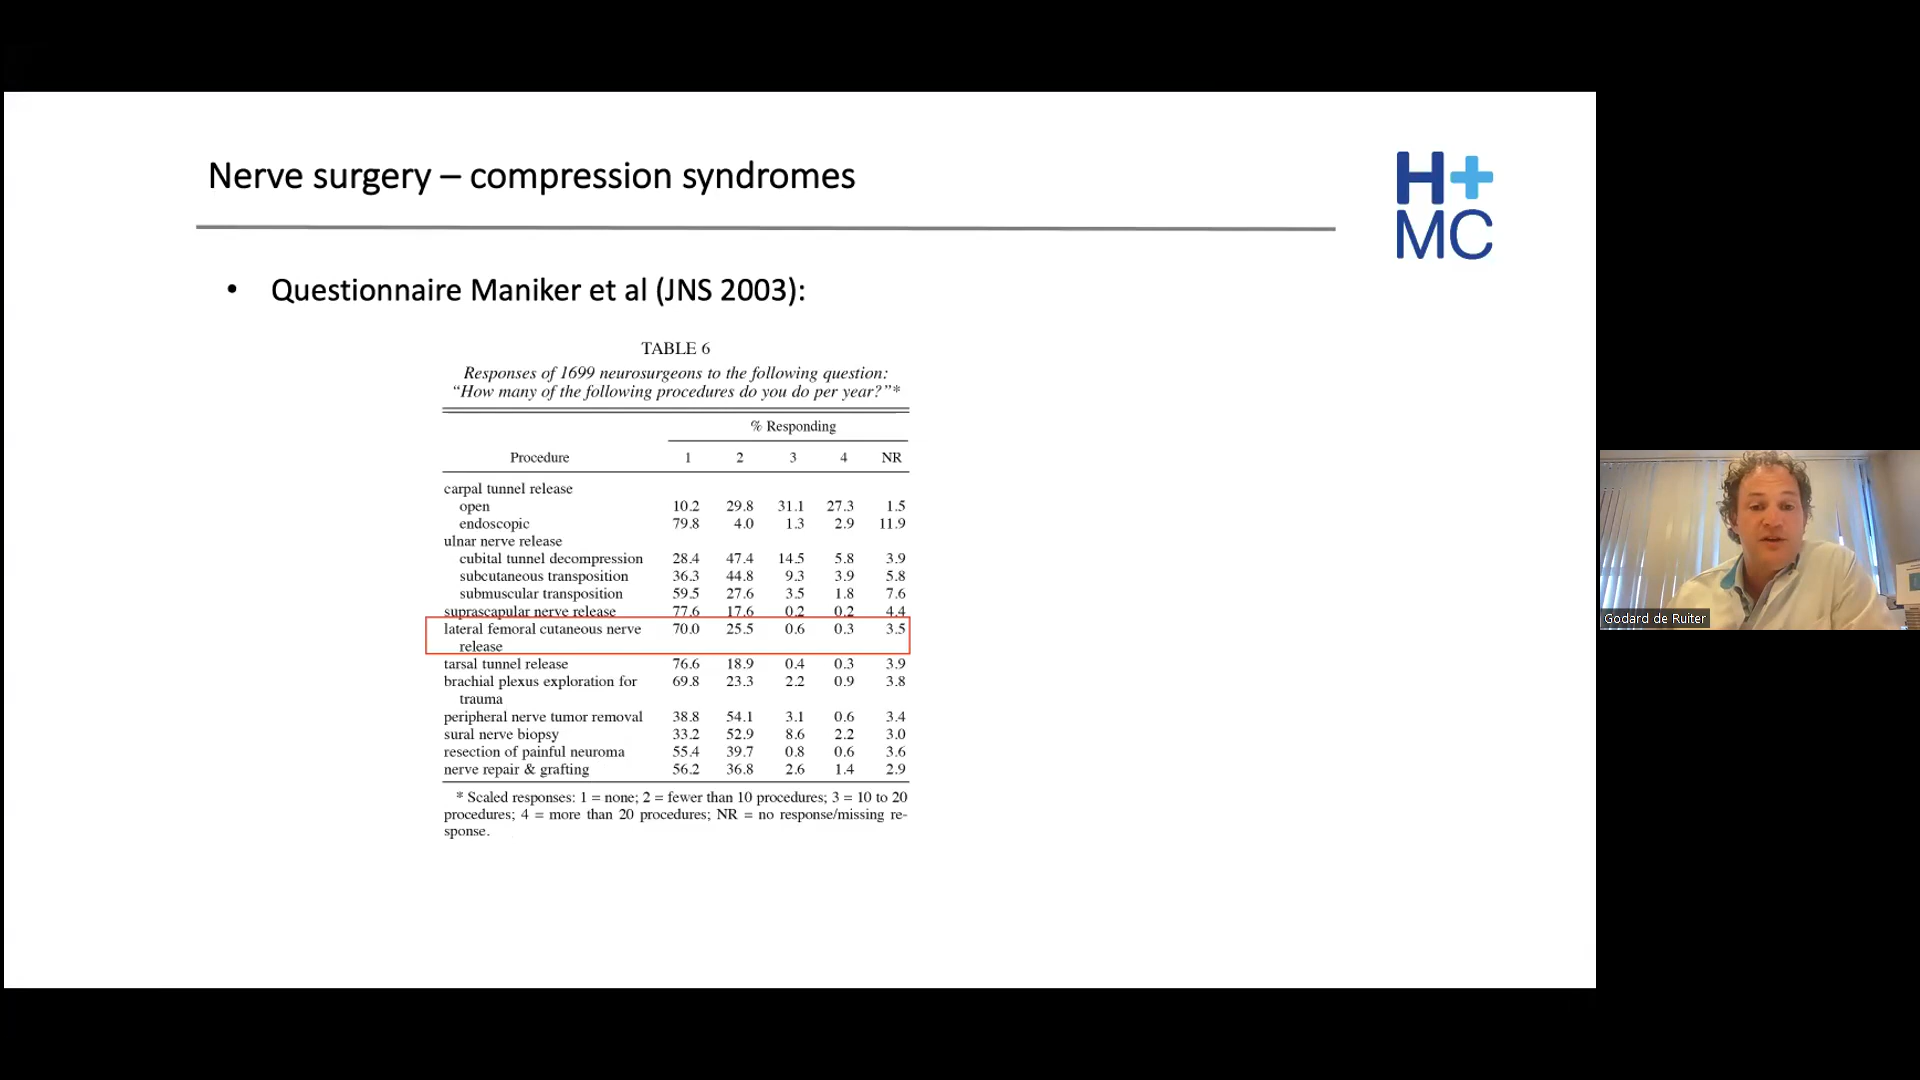 Nerve surgery – compression syndromes
H+
MC
• Questionnaire Maniker et al (JNS 2003):
TABLE 6
Responses of 1699 neurosurgeons to the following question:
“How many of the following procedures do you do per year?”*
% Responding
Procedure 1 2 3 4 NR
carpal tunnel release
open 10.2 29.8 31.1 27.3 1.5
endoscopic 79.8 4.0 1.3 2.9 11.9
ulnar nerve release
cubital tunnel decompression 28.4 47.4 14.5 5.8 3.9
subcutaneous transposition 36.3 44.8 9.3 3.9 5.8
submuscular transposition 59.5 27.6 3.5 1.8 7.6
suprascapular nerve release 77.6 17.6 0.2 0.2 4.4
lateral femoral cutaneous nerve 70.0 25.5 0.6 0.3 3.5
release
tarsal tunnel release 76.6 18.9 0.4 0.3 3.9
brachial plexus exploration for 69.8 23.3 2.2 0.9 3.8
trauma
peripheral nerve tumor removal 38.8 54.1 3.1 0.6 3.4
sural nerve biopsy 33.2 52.9 8.6 2.2 3.0
resection of painful neuroma 55.4 39.7 0.8 0.6 3.6
nerve repair & grafting 56.2 36.8 2.6 1.4 2.9
* Scaled responses: 1 = none; 2 = fewer than 10 procedures; 3 = 10 to 20
procedures; 4 = more than 20 procedures; NR = no response/missing re-
sponse.
Godard de Ruiter